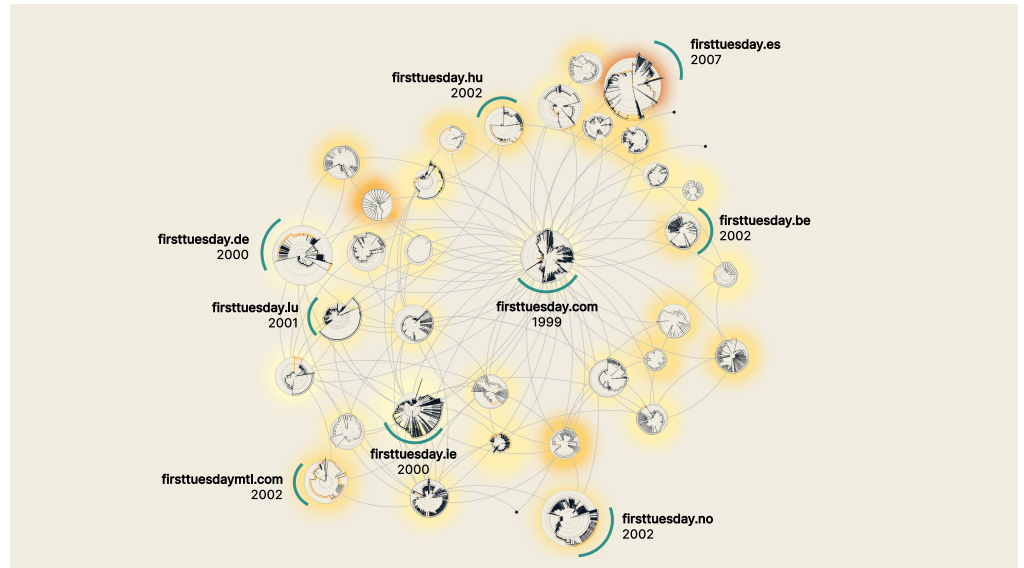 firsttuesday.es
2007
firsttuesday.hu
2002
firsttuesday.be
2002
firsttuesday.de
2000
firsttuesday.lu
2001
firsttuesday.com
1999
firsttuesday.ie
2000
firsttuesdaymtl.com
2002
firsttuesday.no
2002